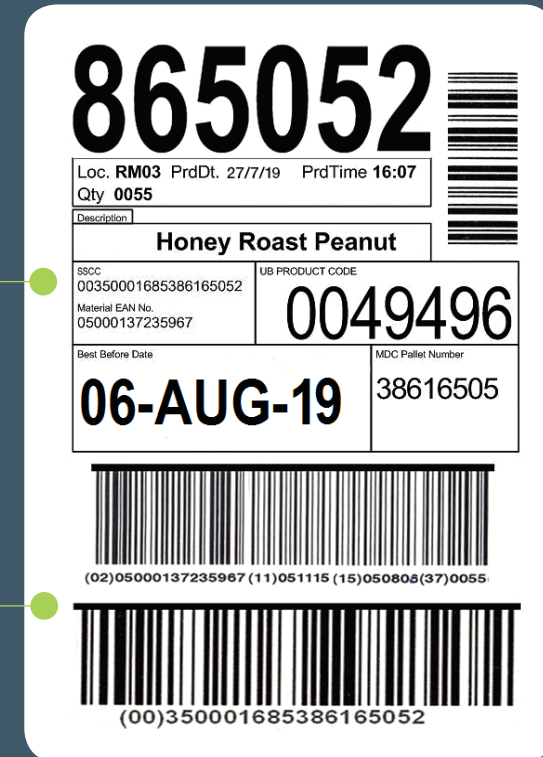 865052
Loc. RM03 PrdDt. 27/7/19 PrdTime 16:07
Qty 0055
Description
Honey Roast Peanut
SSCC
00350001685386165052
Material EAN No.
05000137235967
UB PRODUCT CODE
0049496
Best Before Date
06-AUG-19
MDC Pallet Number
38616505
(02)05000137235967(11)051115(15)050808(37)0055
(00)350001685386165052